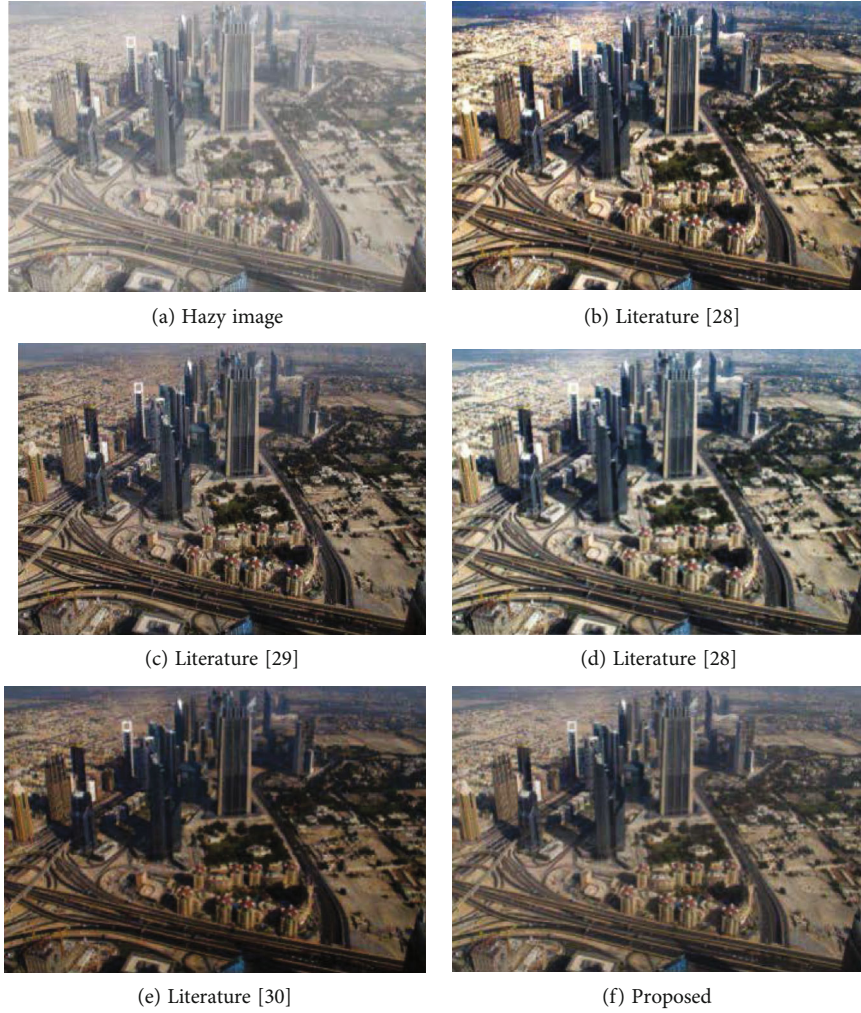 (a) Hazy image
(b) Literature [28]
(c) Literature [29]
(d) Literature [28]
(e) Literature [30]
(f) Proposed